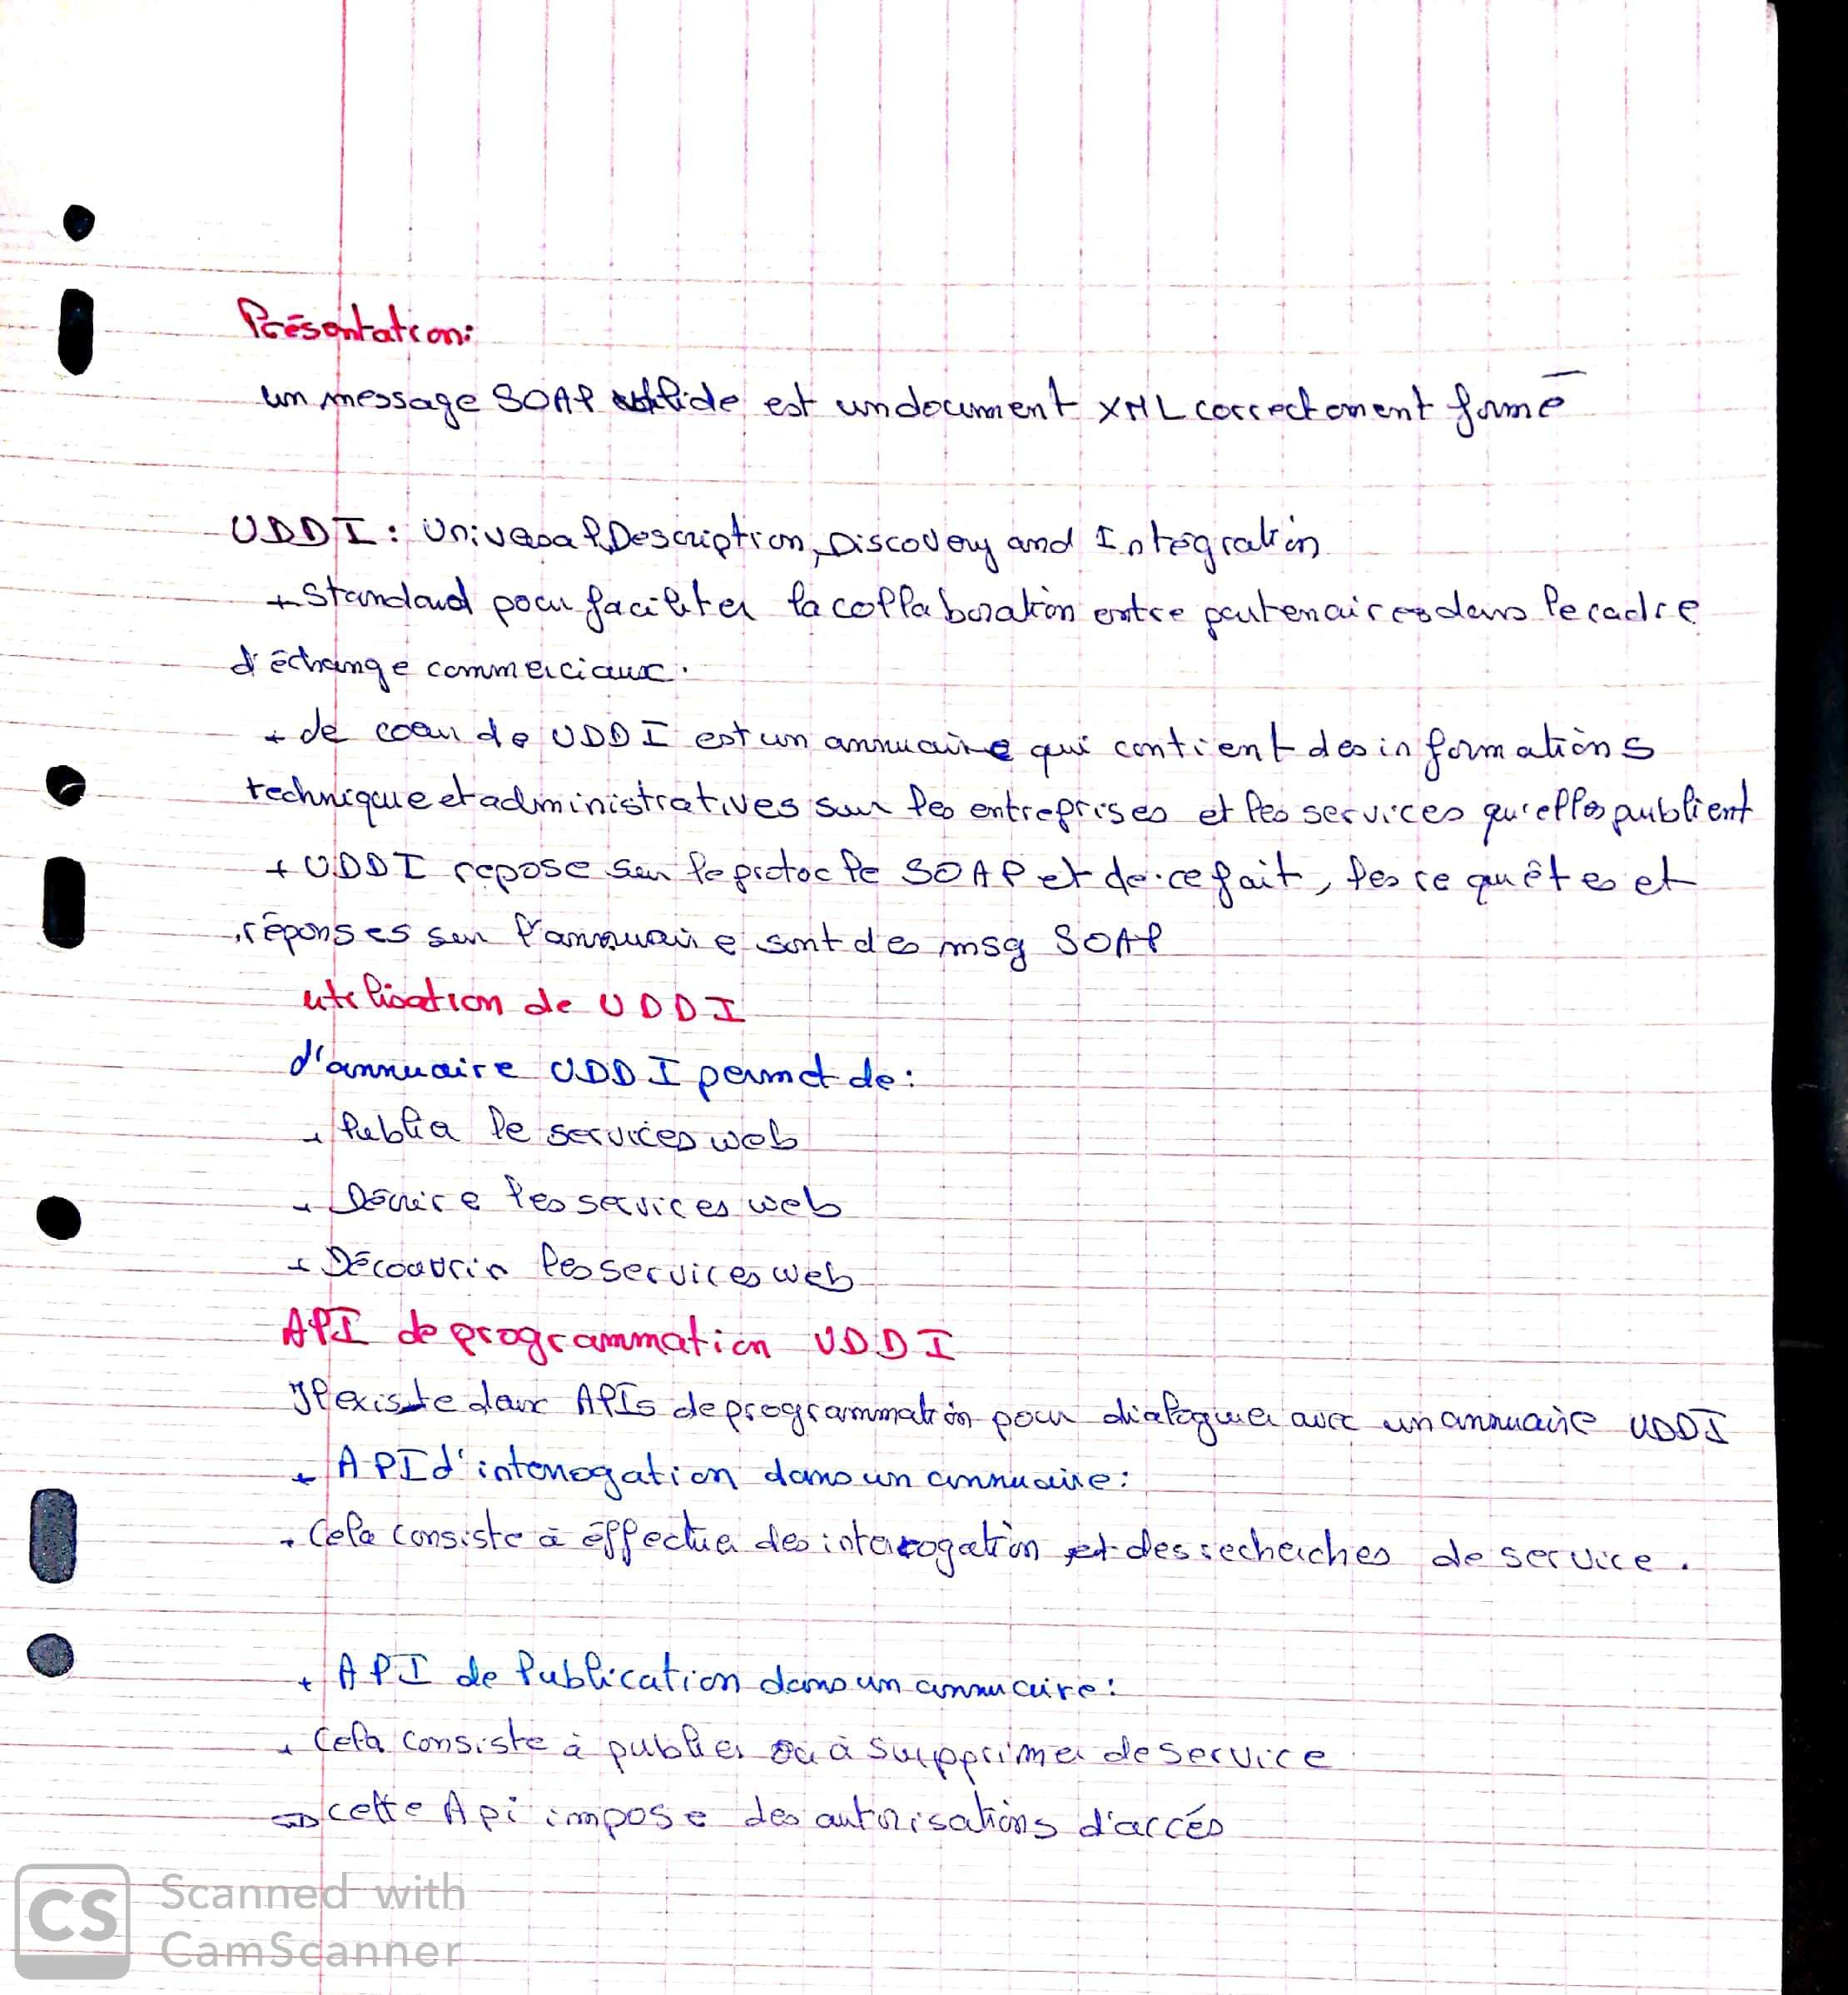 Présentation:
un message SOAP valide est un document XML correctement formé
UDDI : Universal Description, Discovery and Intégration
+ Standard pour faciliter la collaboration entre partenaires dans le cadre
d'échange commerciaux.
+ Le coeur de UDDI est un annuaire qui contient des informations
technique et administratives sur les entreprises et les services qu'elles publient
+ UDDI repose sur le protocle SOAP et de ce fait, les requêtes et
réponses sur l'annuaire sont des msg SOAP
utilisation de UDDI
L'annuaire UDDI permet de:
+ Publier le services web
+ Décrire les services web
+ Découvrir les services web
API de programmation UDDI
Il existe deux APIs de programmation pour dialoguer avec un annuaire UDDI
+ API d'interrogation dans un annuaire:
+ Cela consiste à éffectuer des interrogation et des recherches de service.
+ API de Publication dans un annuaire:
+ Cela consiste à publier ou à supprimer de service
⇒ cette Api impose des autorisations d'accés
CS Scanned with
CamScanner